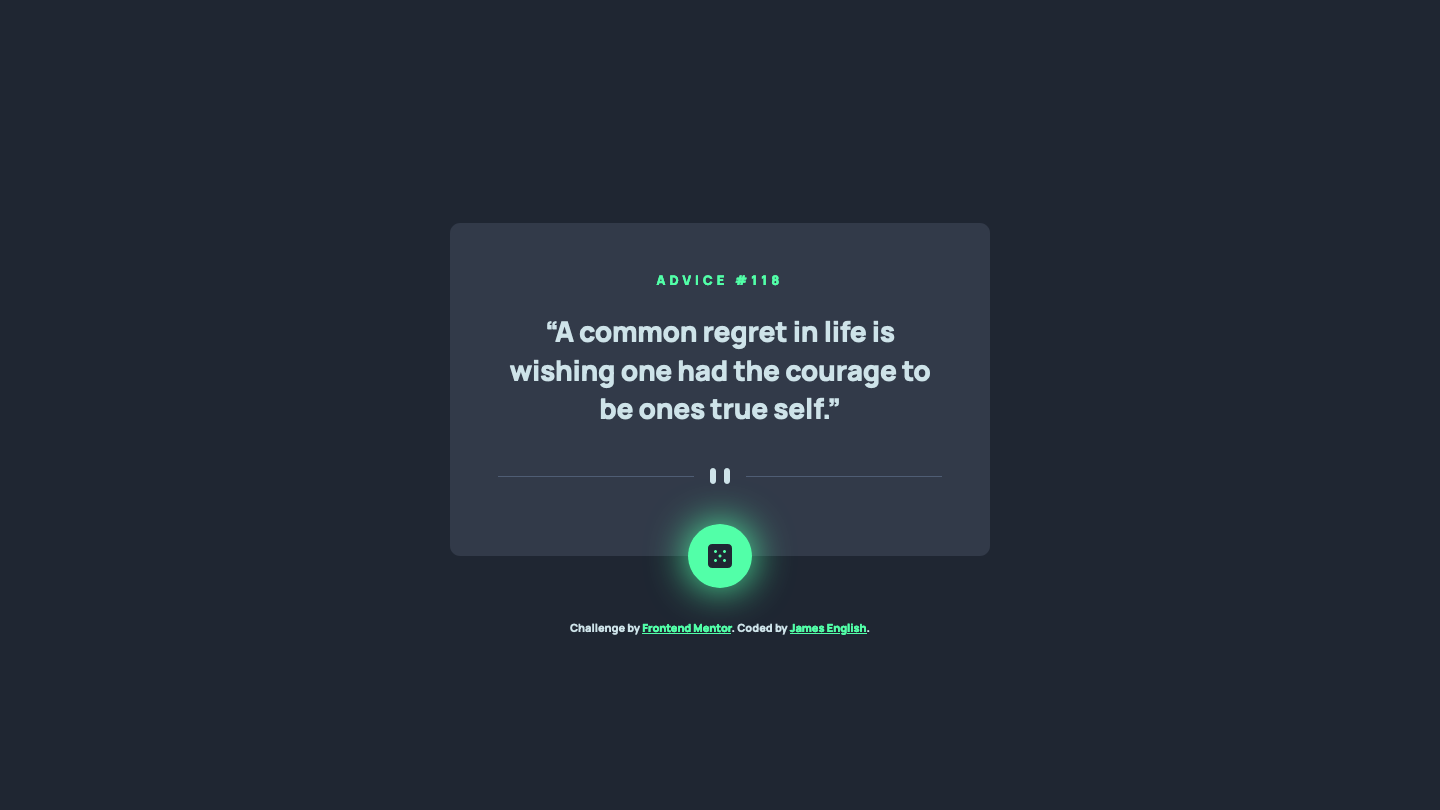 ADVICE #118
“A common regret in life is
wishing one had the courage to
be ones true self.”
Challenge by Frontend Mentor. Coded by James English.